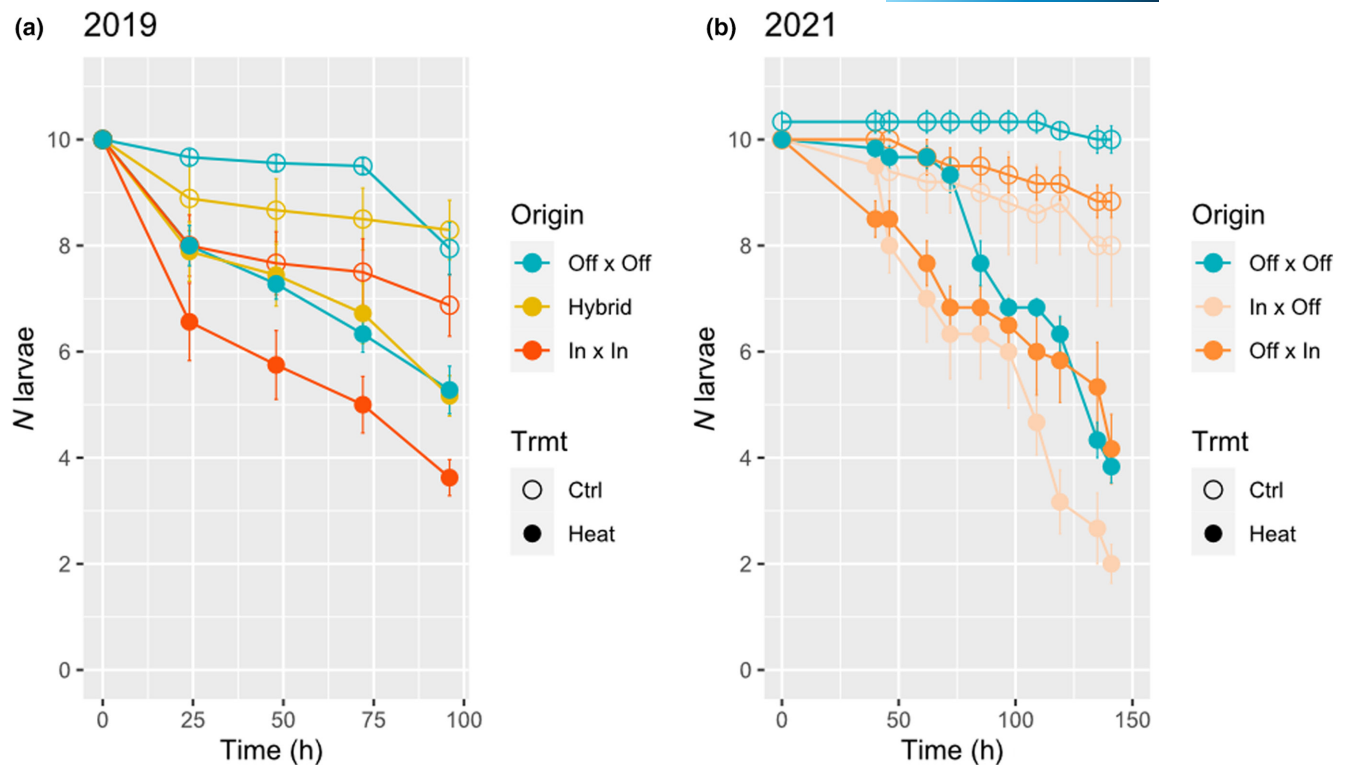 (a) 2019
10
8
6
4
2
0
N larvae
0 25 50 75 100
Time (h)
Origin
Off x Off
Hybrid
In x In
Trmt
Ctrl
Heat
(b) 2021
10
8
6
4
2
0
N larvae
0 50 100 150
Time (h)
Origin
Off x Off
In x Off
Off x In
Trmt
Ctrl
Heat